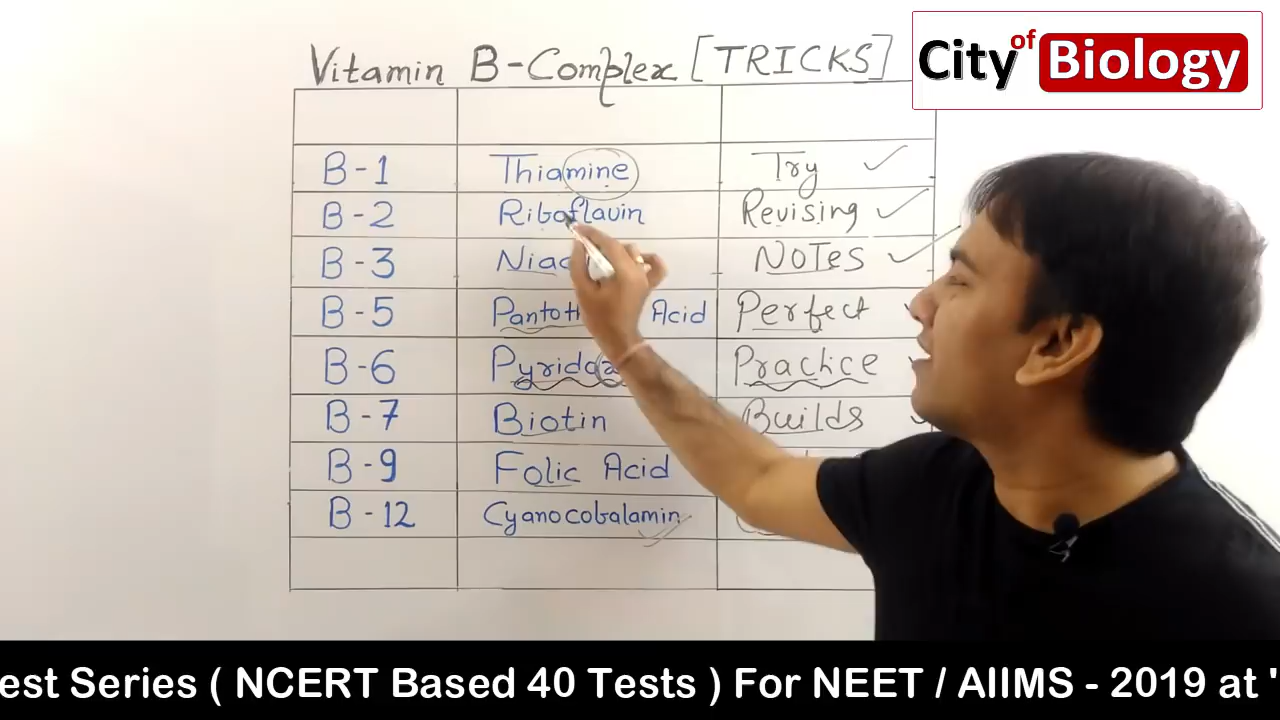 City of Biology
Vitamin B-Complex [TRICKS]
B-1 Thiamine Try
B-2 Riboflavin Revising
B-3 NOTES
B-5 Acid Perfect
B-6 Practice
B-7 Biotin Builds
B-9 Folic Acid
B-12 Cyanocobalamin
est Series ( NCERT Based 40 Tests ) For NEET / AIIMS - 2019 at '